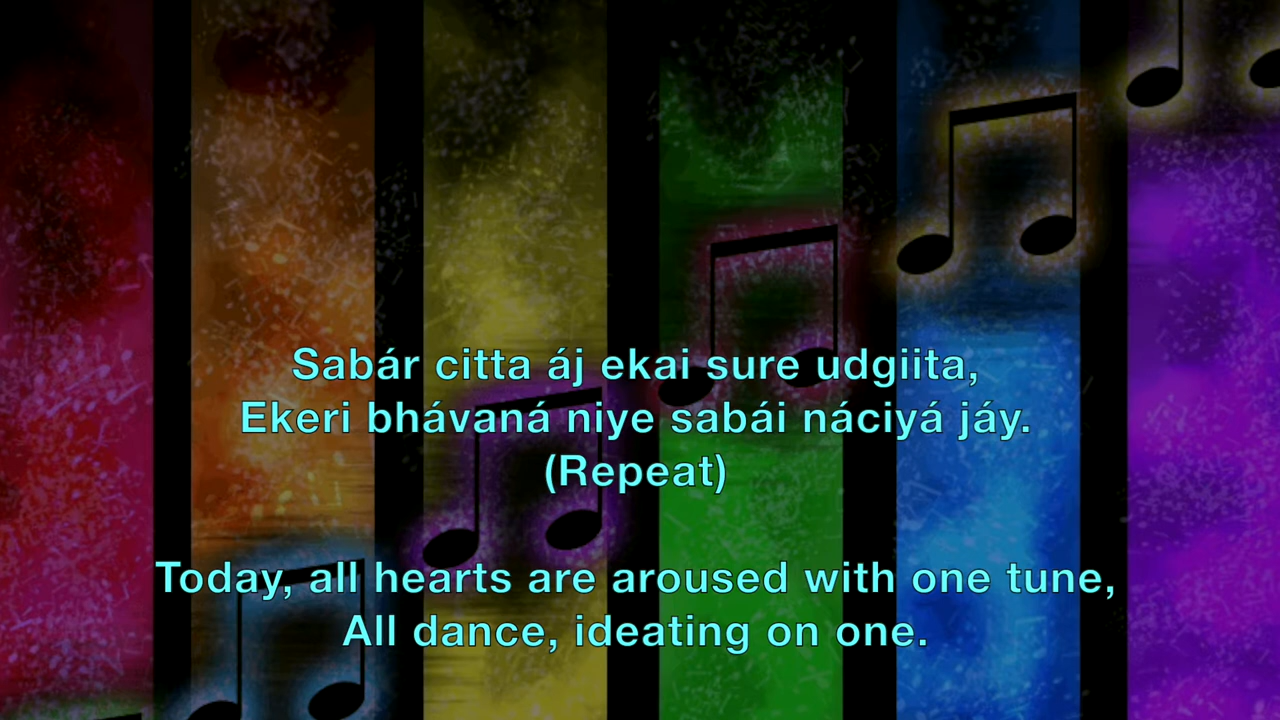 Sabár citta áj ekai sure udgiita,
Ekeri bhávaná niye sabái náciyá jáy.
(Repeat)
Today, all hearts are aroused with one tune,
All dance, ideating on one.